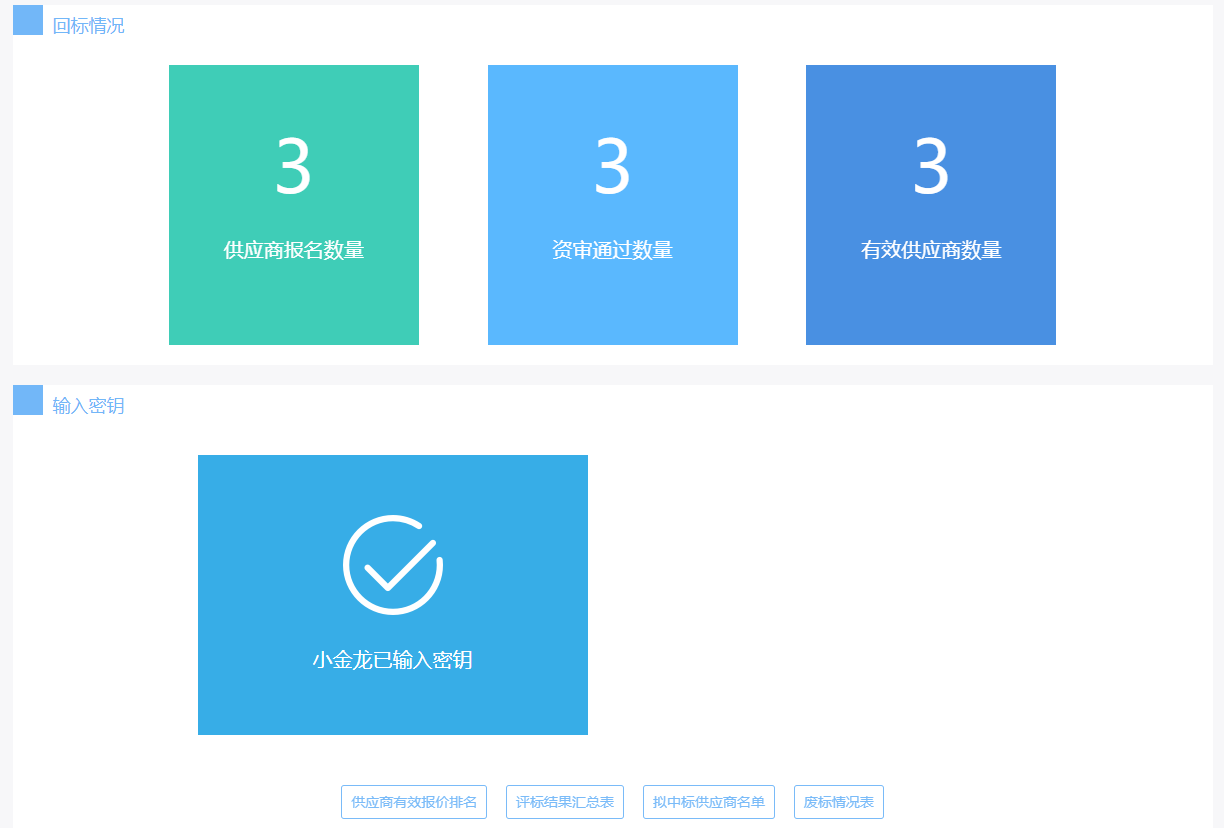 回标情况
3
3
3
供应商报名数量
资审通过数量
有效供应商数量
输入密钥
小金龙已输入密钥
供应商有效报价排名
评标结果汇总表
拟中标供应商名单
废标情况表